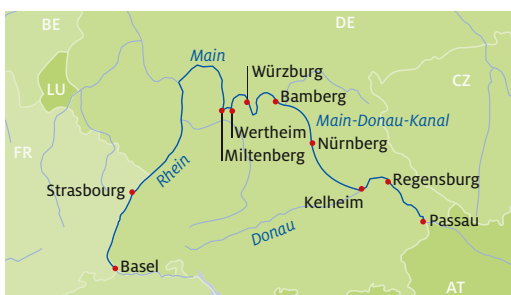 BE
DE
Main
Würzburg
CZ
LU
Bamberg
Main-Donau-Kanal
Wertheim
Nürnberg
FR
Miltenberg
Rhein
Regensburg
Strasbourg
Kelheim
Passau
Donau
Basel
AT